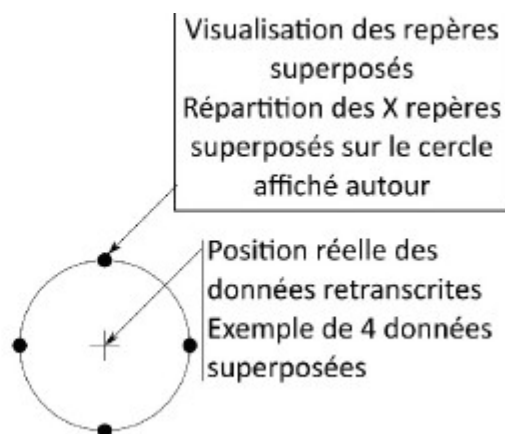 Visualisation des repères
superposés
Répartition des X repères
superposés sur le cercle
affiché autour
Position réelle des
données retranscrites
Exemple de 4 données
superposées